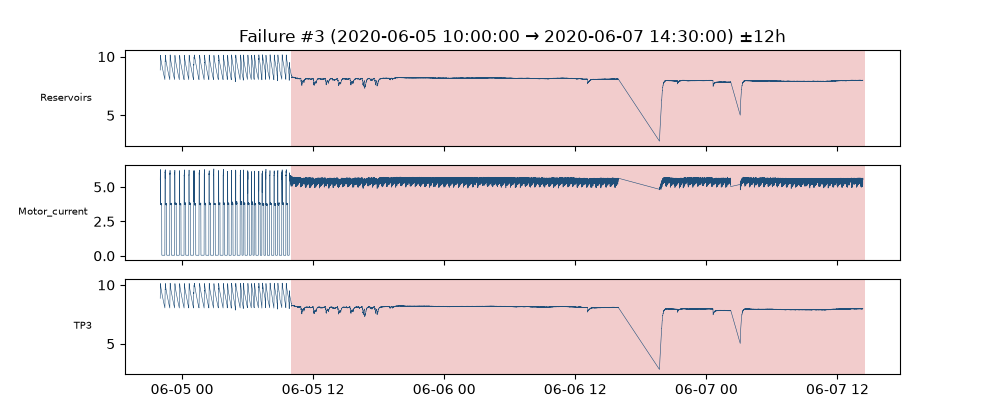 Failure #3 (2020-06-05 10:00:00 → 2020-06-07 14:30:00) ±12h
10
5
Reservoirs
5.0
2.5
0.0
Motor_current
10
5
TP3
06-05 00 06-05 12 06-06 00 06-06 12 06-07 00 06-07 12